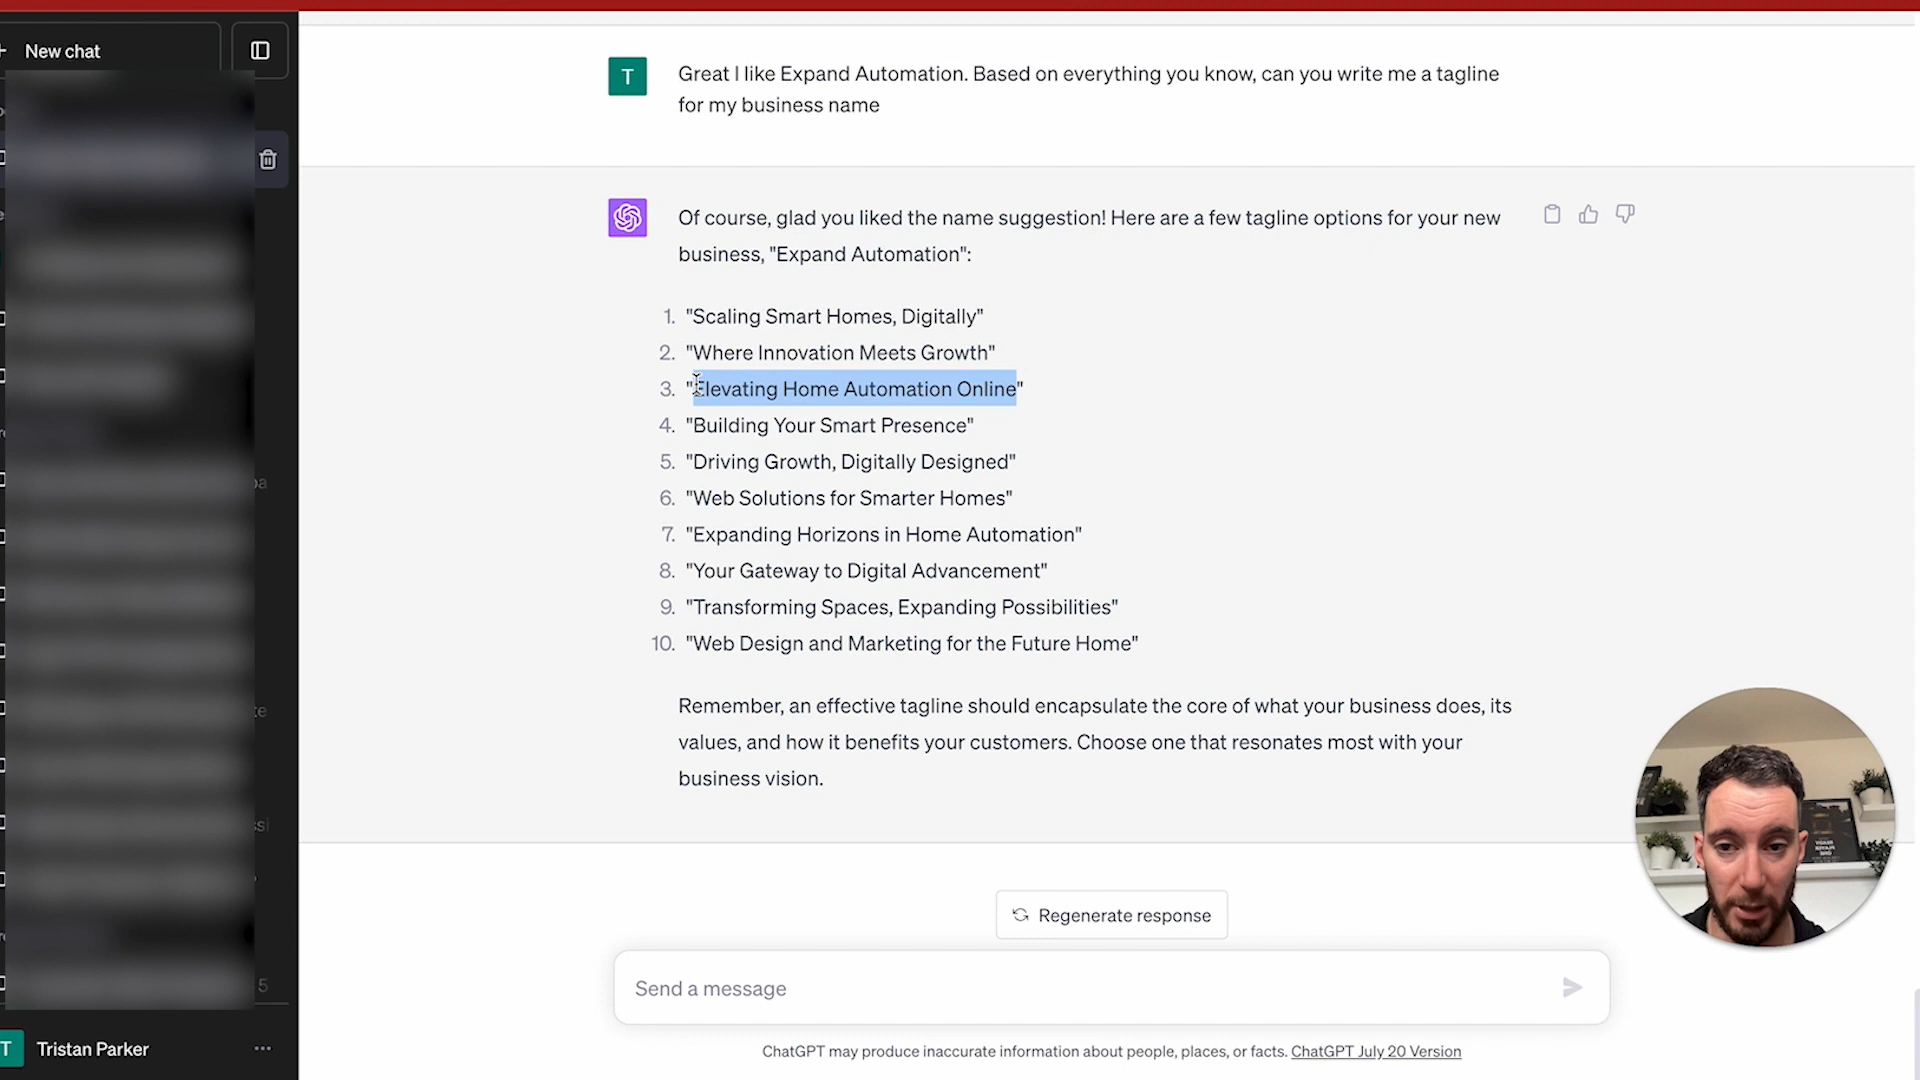 New chat
T
Great I like Expand Automation. Based on everything you know, can you write me a tagline
for my business name
Of course, glad you liked the name suggestion! Here are a few tagline options for your new
business, "Expand Automation":
1. "Scaling Smart Homes, Digitally"
2. "Where Innovation Meets Growth"
3. "Elevating Home Automation Online"
4. "Building Your Smart Presence"
5. "Driving Growth, Digitally Designed"
6. "Web Solutions for Smarter Homes"
7. "Expanding Horizons in Home Automation"
8. "Your Gateway to Digital Advancement"
9. "Transforming Spaces, Expanding Possibilities"
10. "Web Design and Marketing for the Future Home"
Remember, an effective tagline should encapsulate the core of what your business does, its
values, and how it benefits your customers. Choose one that resonates most with your
business vision.
Regenerate response
Send a message
ChatGPT may produce inaccurate information about people, places, or facts. ChatGPT July 20 Version
T Tristan Parker